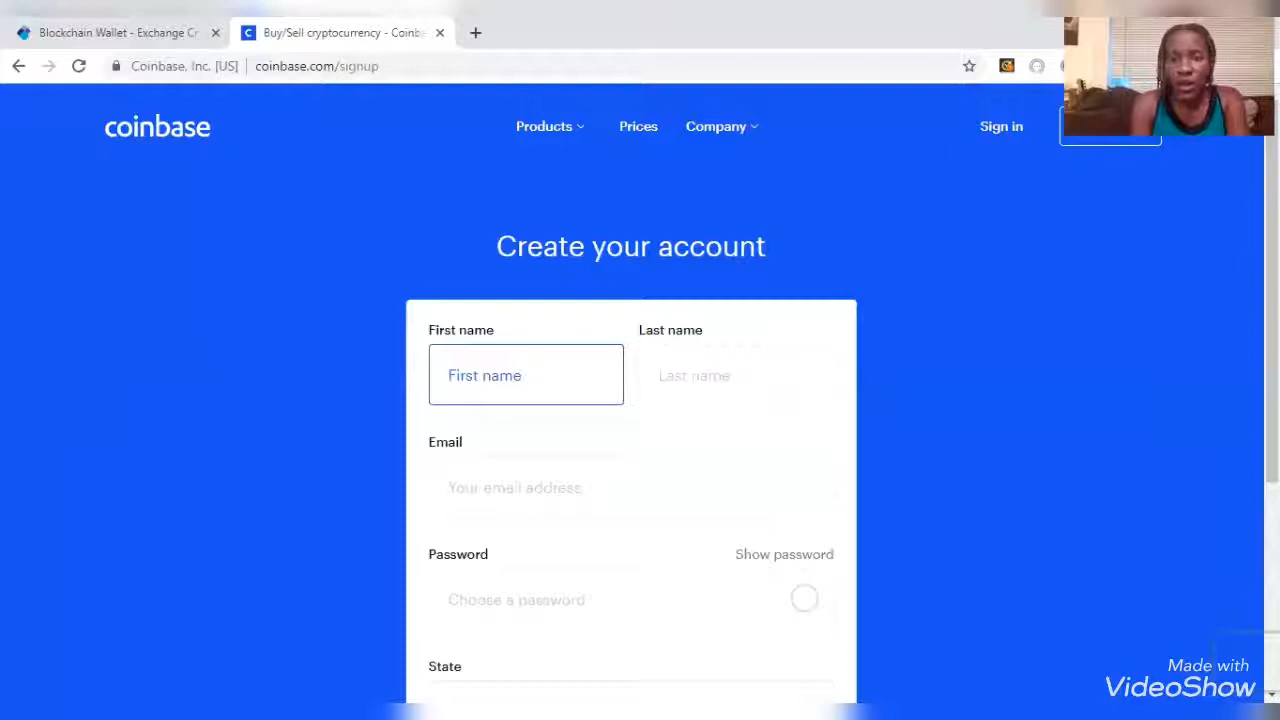 Blockchain Wallet - Exchange Cr
Buy/Sell cryptocurrency - Coinb
Coinbase, Inc. [US] coinbase.com/signup
coinbase
Products
Prices
Company
Sign in
Create your account
First name
Last name
First name
Last name
Email
Your email address
Password
Show password
Choose a password
State
Made with
VideoShow